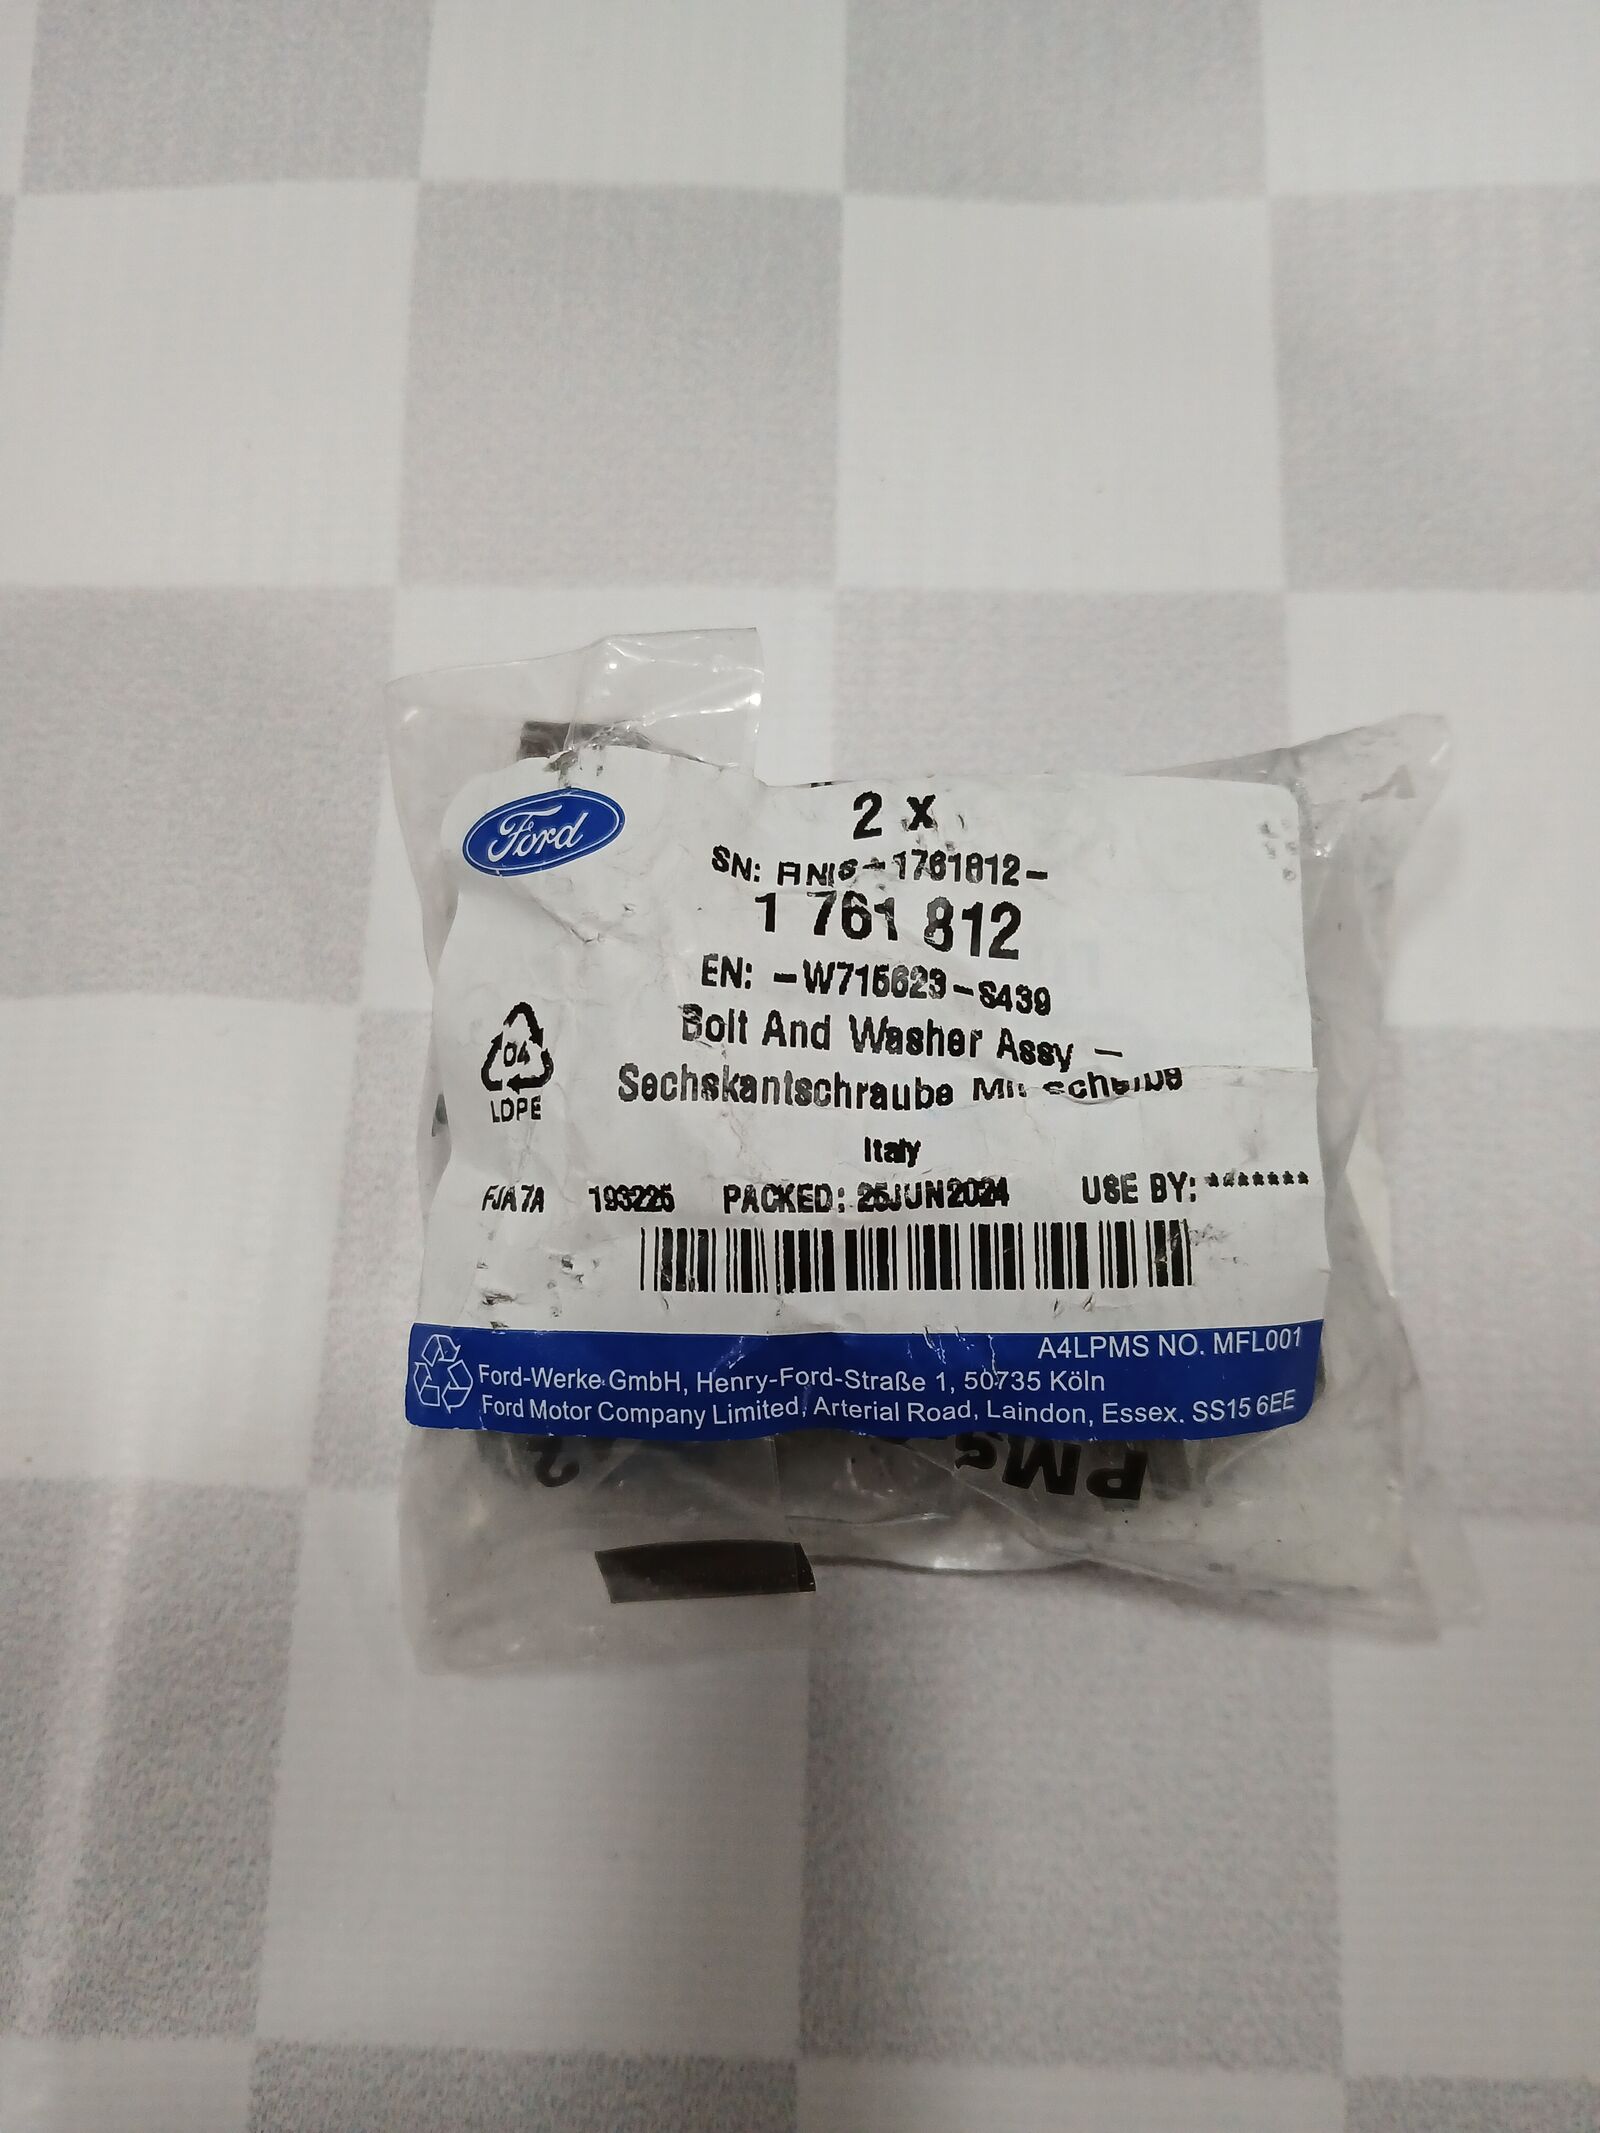 Ford
2 X
SN: FINIS-1761812-
1 761 812
EN: -W715623-S439
Bolt And Washer Assy -
Sechskantschraube Mit Scheibe
04
LDPE
Italy
FJA7A 193225 PACKED: 25JUN2024 USE BY: *******
A4LPMS NO. MFL001
Ford-Werke GmbH, Henry-Ford-Straße 1, 50735 Köln
Ford Motor Company Limited, Arterial Road, Laindon, Essex. SS15 6EE